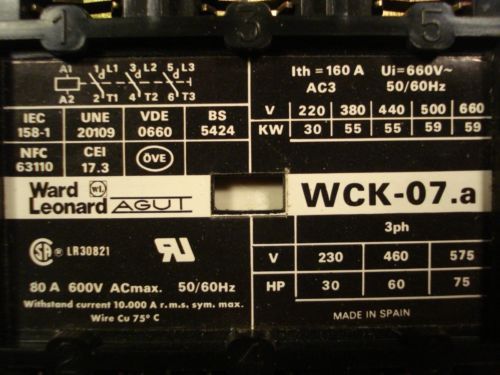 1 3 5
A1 1 L1 3 L2 5 L3
A2 2 T1 4 T2 6 T3
Ith = 160 A Ui = 660V~
AC3 50/60Hz
V 220 380 440 500 660
KW 30 55 55 59 59
IEC 158-1 UNE 20109 VDE 0660 BS 5424
NFC 63110 CEI 17.3 ÖVE
Ward Leonard WL AGUT
WCK-07.a
SA ® LR30821
80 A 600V ACmax. 50/60Hz
Withstand current 10.000 A r.m.s. sym. max.
Wire Cu 75° C
3ph
V 230 460 575
HP 30 60 75
MADE IN SPAIN